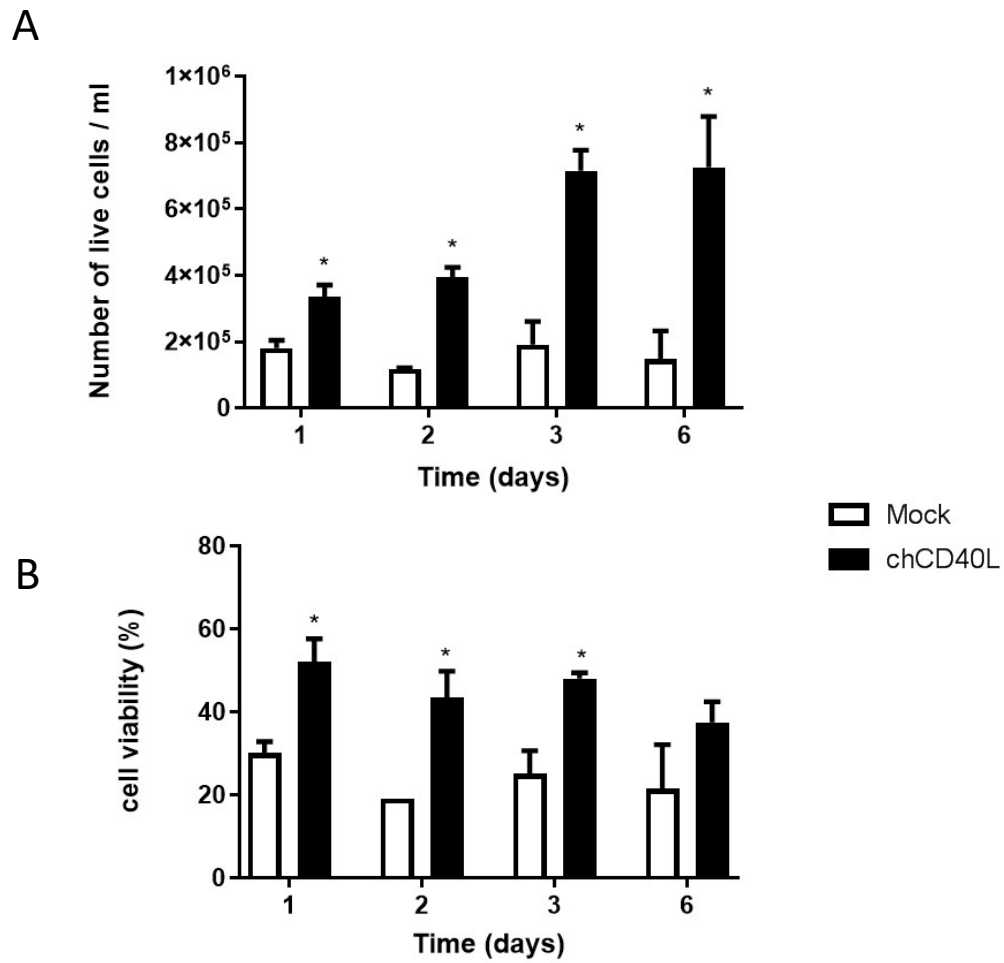 A
Number of live cells / ml
1×10⁶
8×10⁵
6×10⁵
4×10⁵
2×10⁵
0
* * * *
1 2 3 6
Time (days)
Mock
chCD40L
B
cell viability (%)
80
60
40
20
0
* * *
1 2 3 6
Time (days)